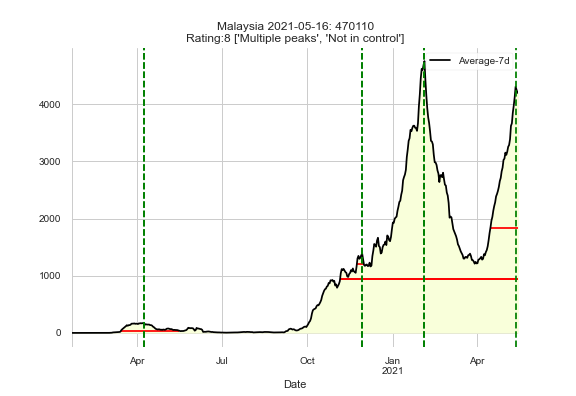 Malaysia 2021-05-16: 470110
Rating:8 ['Multiple peaks', 'Not in control']
Average-7d
4000
3000
2000
1000
0
Apr
Jul
Oct
Jan
2021
Apr
Date